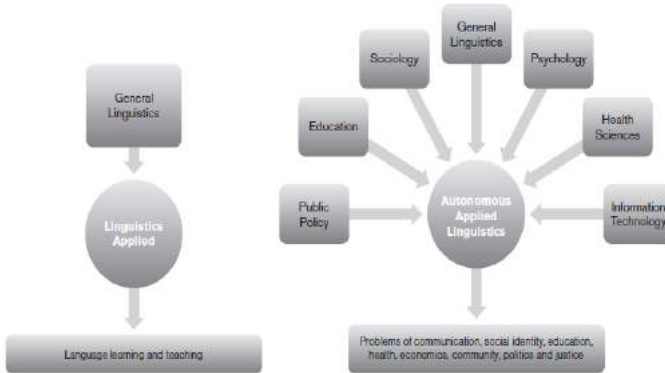 General
Linguistics
Linguistics
Applied
Language learning and teaching
General
Linguistics
Sociology
Psychology
Education
Health
Sciences
Public
Policy
Autonomous
Applied
Linguistics
Information
Technology
Problems of communication, social identity, education,
health, economics, community, politics and justice